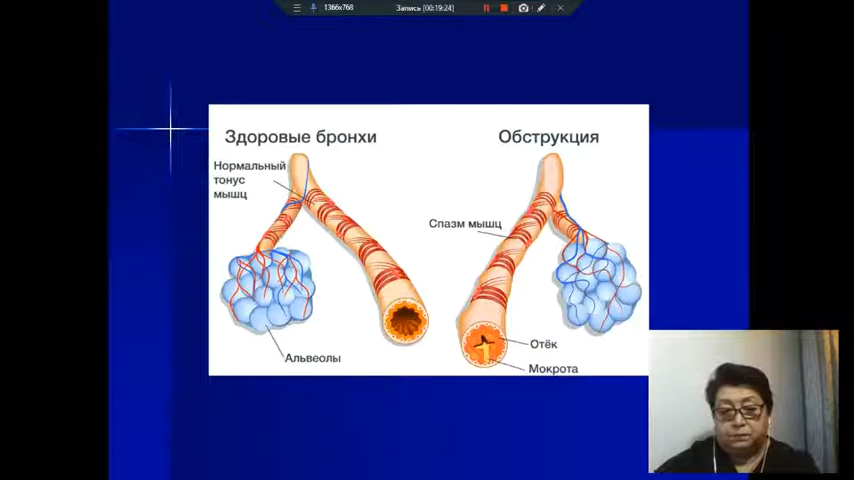 1366x768
Запись [00:19:24]
Здоровые бронхи
Обструкция
Нормальный
тонус
мышц
Спазм мышц
Отёк
Альвеолы
Мокрота